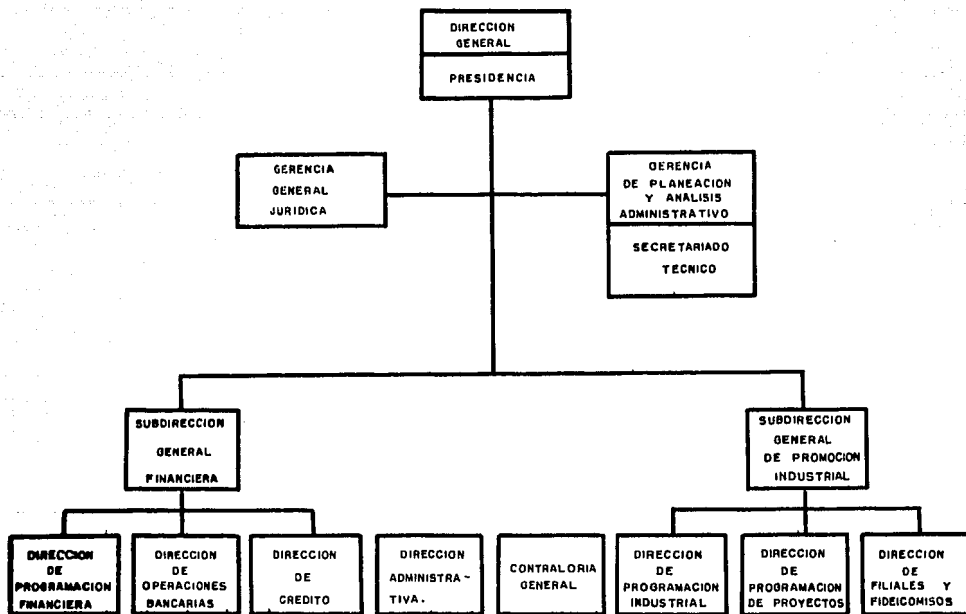 DIRECCION
GENERAL
PRESIDENCIA
GERENCIA
GENERAL
JURIDICA
GERENCIA
DE PLANEACION
Y ANALISIS
ADMINISTRATIVO
SECRETARIADO
TECNICO
SUBDIRECCION
GENERAL
FINANCIERA
SUBDIRECCION
GENERAL
DE PROMOCION
INDUSTRIAL
DIRECCION
DE
PROGRAMACION
FINANCIERA
DIRECCION
DE
OPERACIONES
BANCARIAS
DIRECCION
DE
CREDITO
DIRECCION
ADMINISTRA-
TIVA.
CONTRALORIA
GENERAL
DIRECCION
DE
PROGRAMACION
INDUSTRIAL
DIRECCION
DE
PROGRAMACION
DE PROYECTOS
DIRECCION
DE
FILIALES Y
FIDEICOMISOS